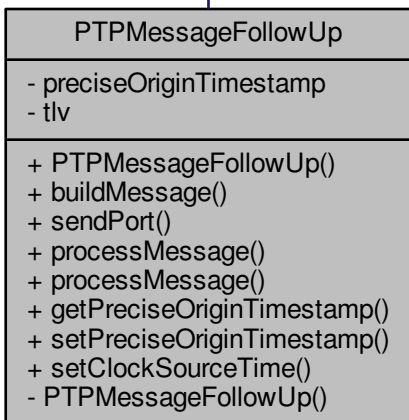 PTPMessageFollowUp
- preciseOriginTimestamp
- tlv
+ PTPMessageFollowUp()
+ buildMessage()
+ sendPort()
+ processMessage()
+ processMessage()
+ getPreciseOriginTimestamp()
+ setPreciseOriginTimestamp()
+ setClockSourceTime()
- PTPMessageFollowUp()